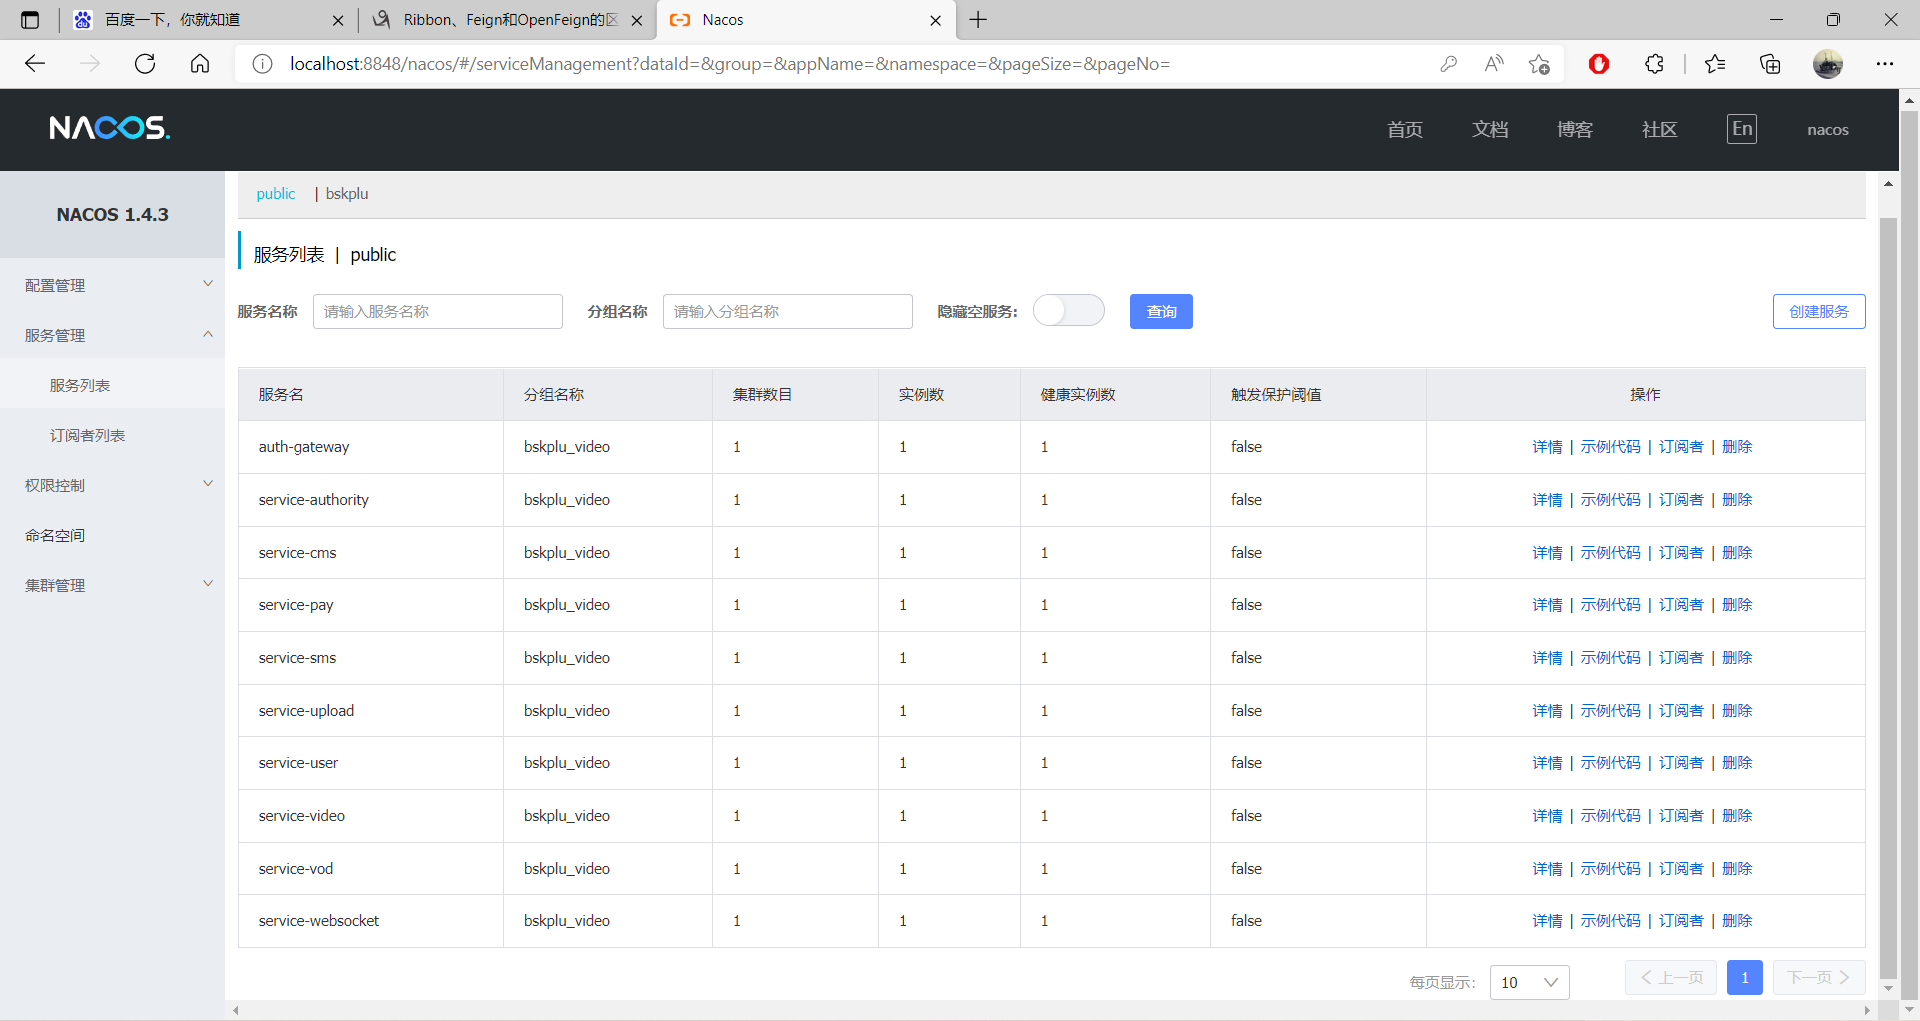 百度一下，你就知道
Ribbon、Feign和OpenFeign的区
Nacos
localhost:8848/nacos/#/serviceManagement?dataId=&group=&appName=&namespace=&pageSize=&pageNo=
NACOS.
首页 文档 博客 社区 En nacos
NACOS 1.4.3
配置管理
服务管理
服务列表
订阅者列表
权限控制
命名空间
集群管理
public | bskplu
服务列表 | public
服务名称 请输入服务名称 分组名称 请输入分组名称 隐藏空服务: 查询 创建服务
服务名 分组名称 集群数目 实例数 健康实例数 触发保护阈值 操作
auth-gateway bskplu_video 1 1 1 false 详情 | 示例代码 | 订阅者 | 删除
service-authority bskplu_video 1 1 1 false 详情 | 示例代码 | 订阅者 | 删除
service-cms bskplu_video 1 1 1 false 详情 | 示例代码 | 订阅者 | 删除
service-pay bskplu_video 1 1 1 false 详情 | 示例代码 | 订阅者 | 删除
service-sms bskplu_video 1 1 1 false 详情 | 示例代码 | 订阅者 | 删除
service-upload bskplu_video 1 1 1 false 详情 | 示例代码 | 订阅者 | 删除
service-user bskplu_video 1 1 1 false 详情 | 示例代码 | 订阅者 | 删除
service-video bskplu_video 1 1 1 false 详情 | 示例代码 | 订阅者 | 删除
service-vod bskplu_video 1 1 1 false 详情 | 示例代码 | 订阅者 | 删除
service-websocket bskplu_video 1 1 1 false 详情 | 示例代码 | 订阅者 | 删除
每页显示: 10 上一页 1 下一页